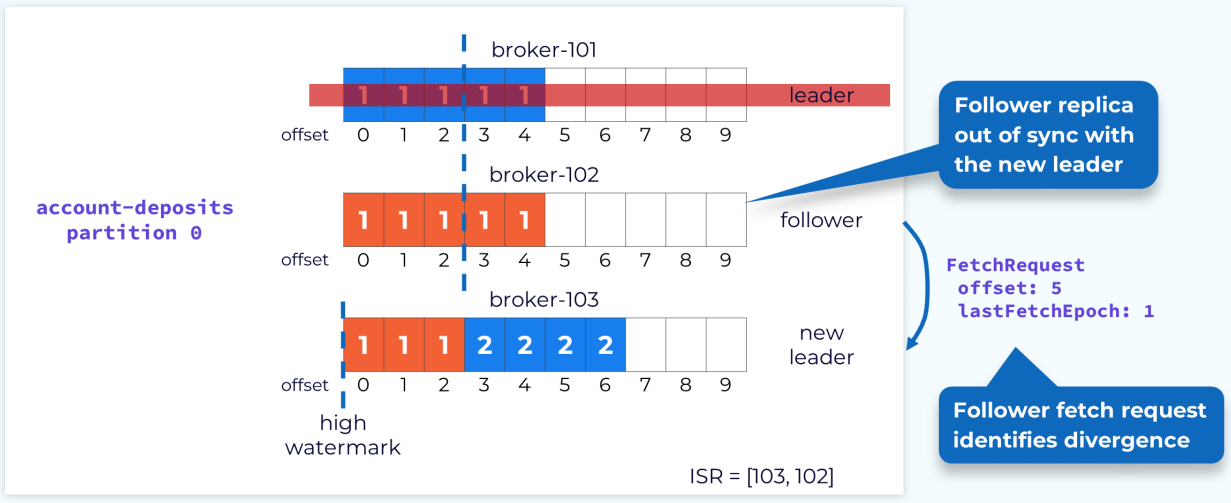 broker-101
1 1 1 1 1
leader
offset 0 1 2 3 4 5 6 7 8 9
broker-102
1 1 1 1 1
follower
offset 0 1 2 3 4 5 6 7 8 9
broker-103
1 1 1 2 2 2 2
new
leader
offset 0 1 2 3 4 5 6 7 8 9
high
watermark
ISR = [103, 102]
account-deposits
partition 0
Follower replica
out of sync with
the new leader
FetchRequest
offset: 5
lastFetchEpoch: 1
Follower fetch request
identifies divergence